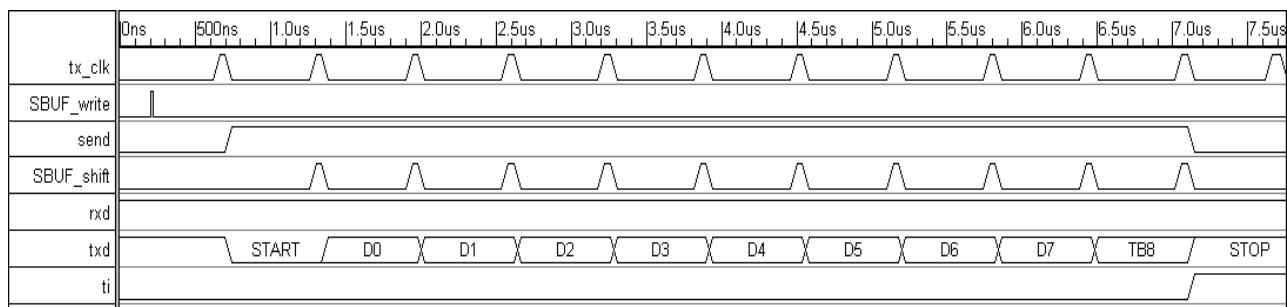 0ns 500ns 1.0us 1.5us 2.0us 2.5us 3.0us 3.5us 4.0us 4.5us 5.0us 5.5us 6.0us 6.5us 7.0us 7.5us
tx_clk
SBUF_write
send
SBUF_shift
rxd
txd START D0 D1 D2 D3 D4 D5 D6 D7 TB8 STOP
ti